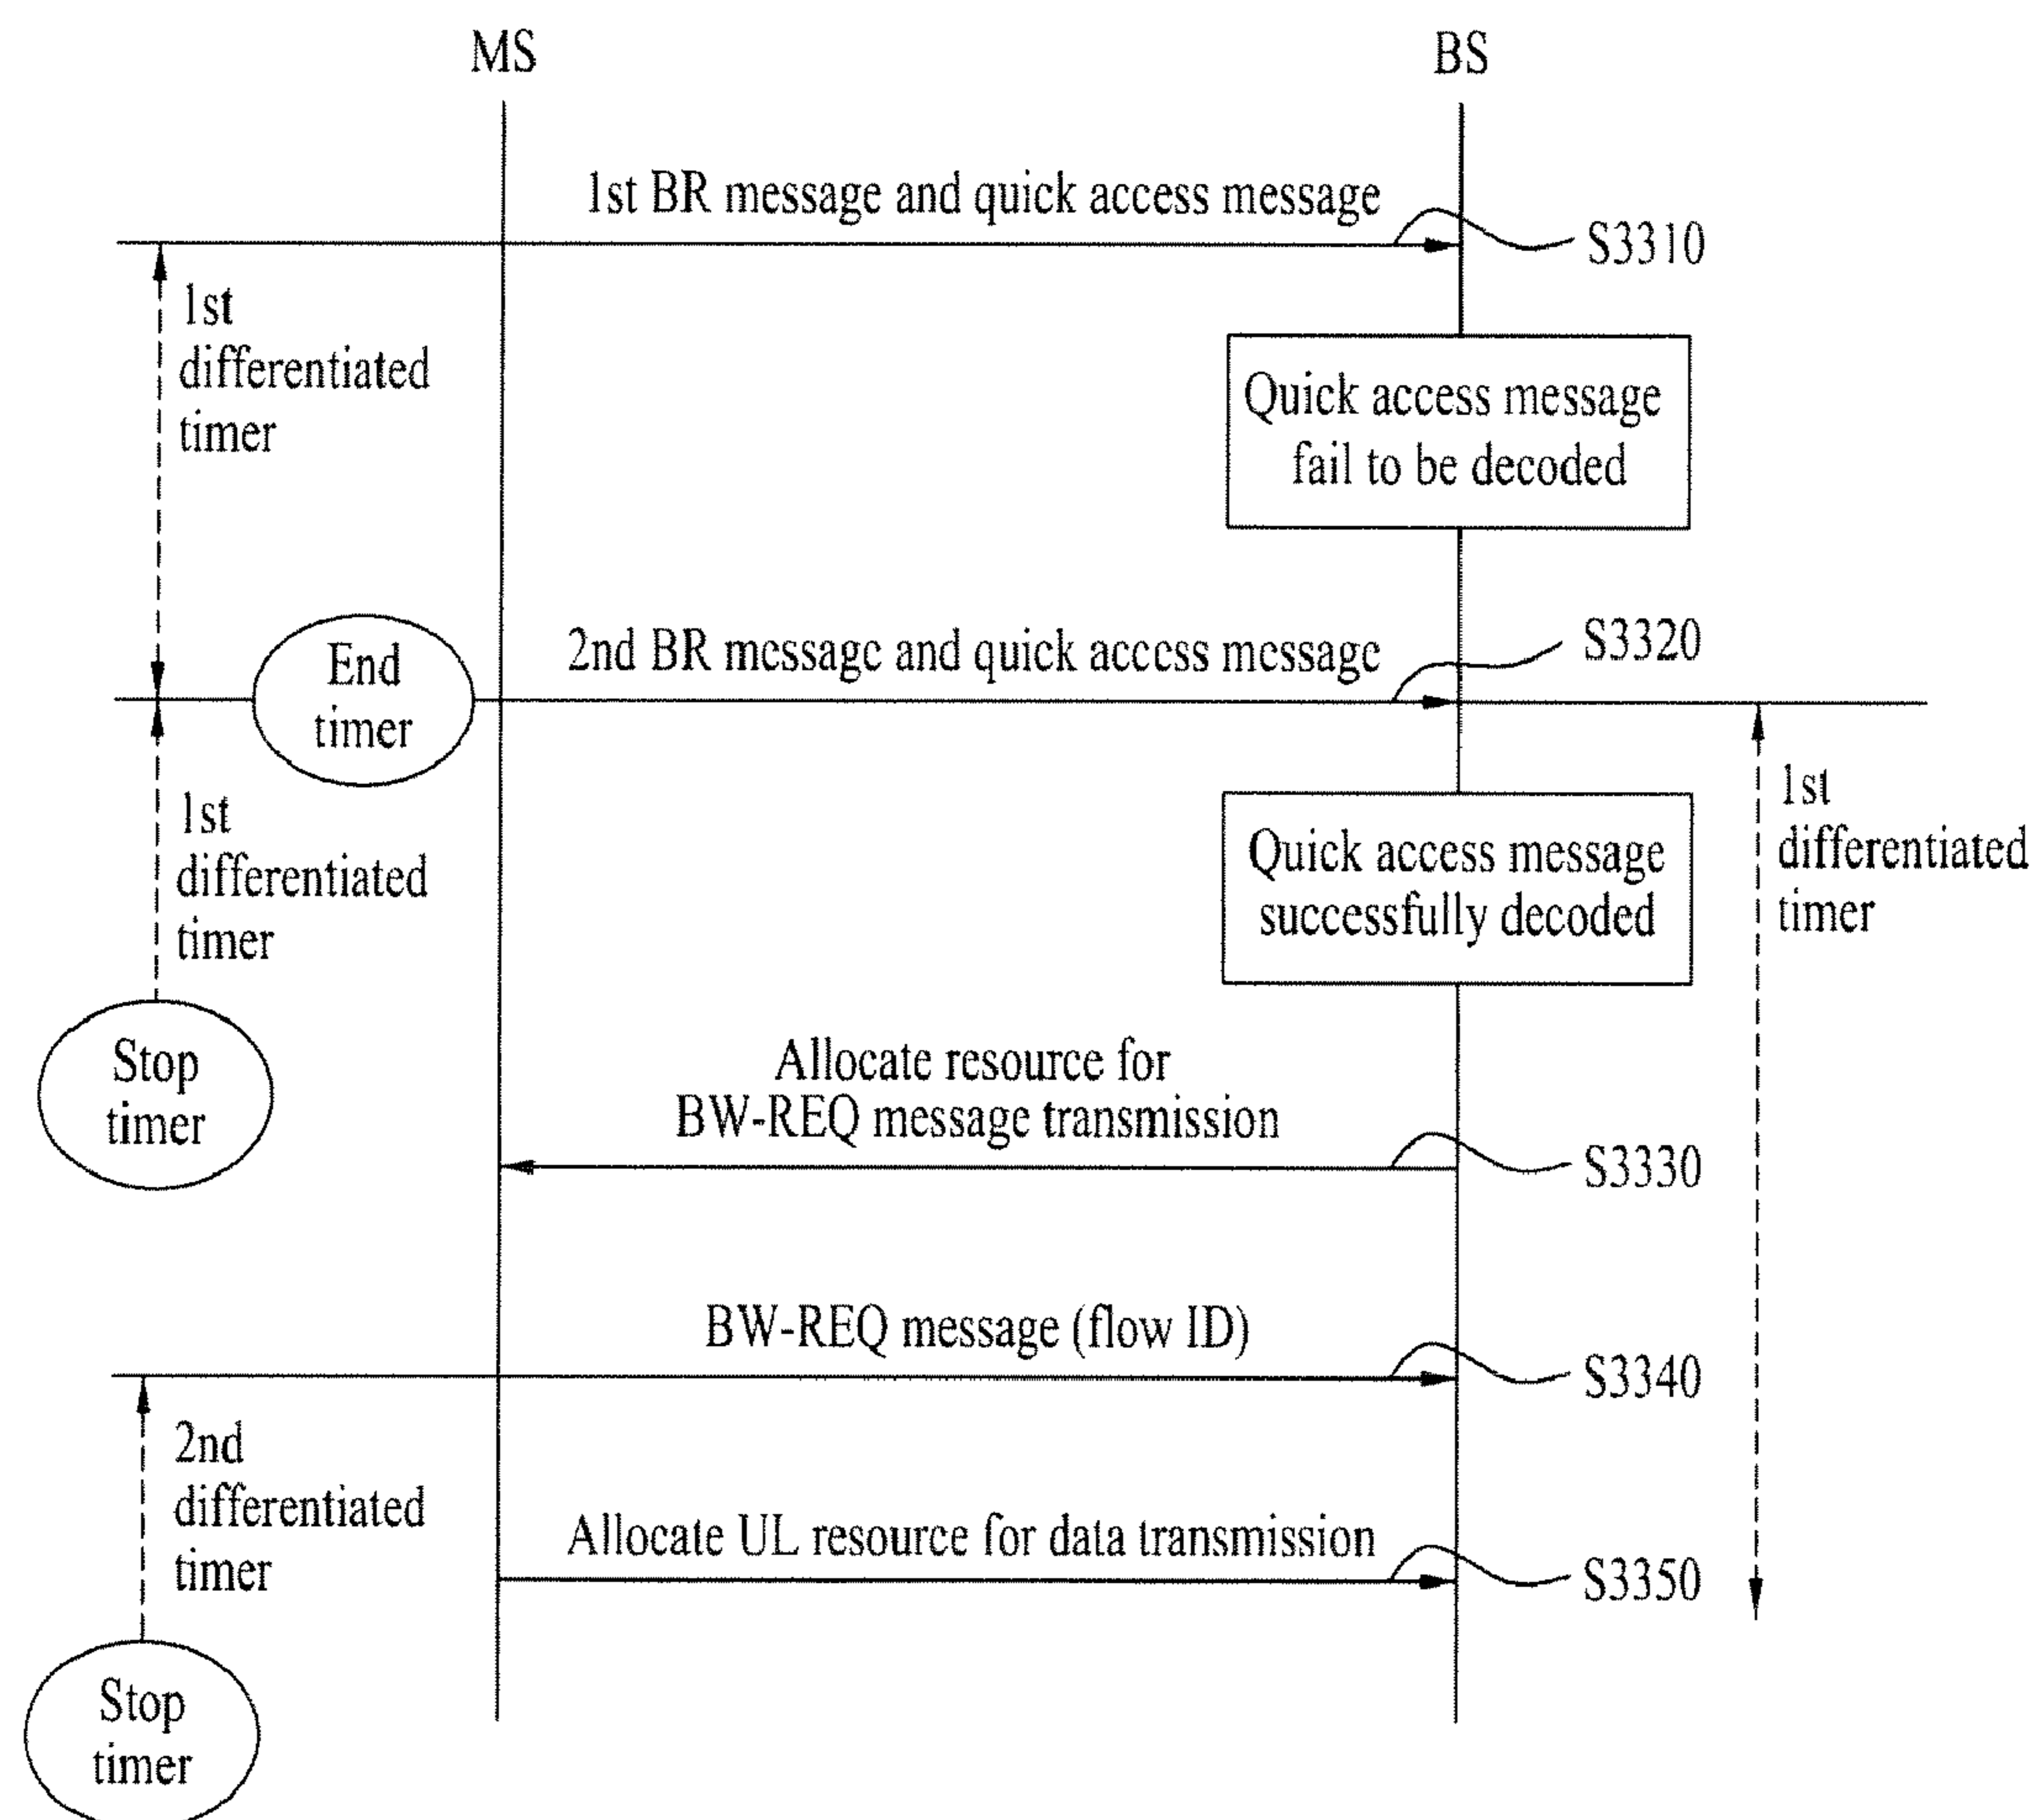 MS
BS
1st BR message and quick access message
S3310
1st
differentiated
timer
Quick access message
fail to be decoded
End
timer
2nd BR message and quick access message
S3320
1st
differentiated
timer
Quick access message
successfully decoded
1st
differentiated
timer
Stop
timer
Allocate resource for
BW-REQ message transmission
S3330
BW-REQ message (flow ID)
S3340
2nd
differentiated
timer
Allocate UL resource for data transmission
S3350
Stop
timer